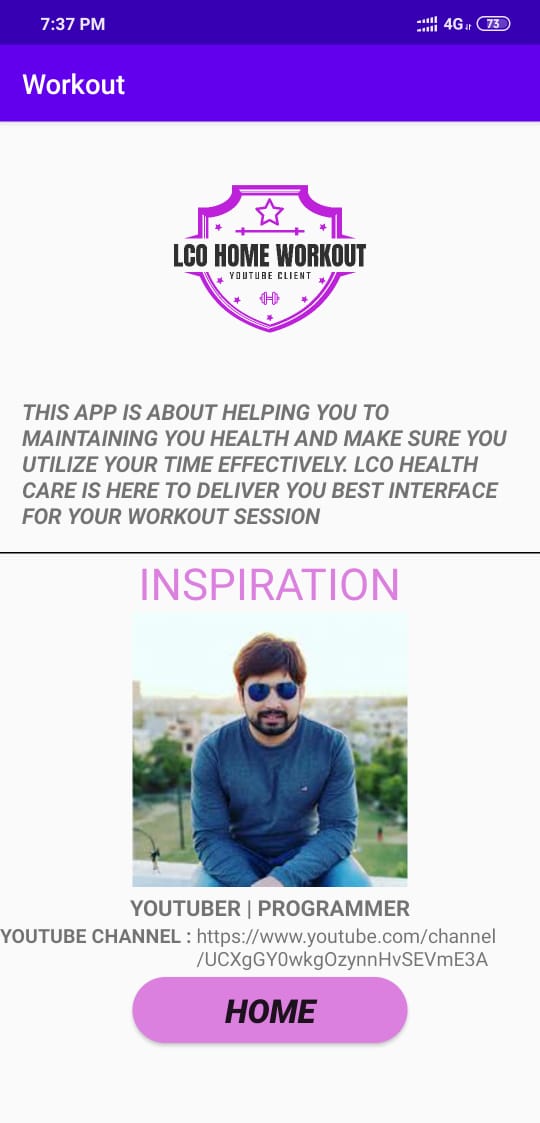 7:37 PM 4G 73
Workout
LCO HOME WORKOUT
YOUTUBE CLIENT
THIS APP IS ABOUT HELPING YOU TO
MAINTAINING YOU HEALTH AND MAKE SURE YOU
UTILIZE YOUR TIME EFFECTIVELY. LCO HEALTH
CARE IS HERE TO DELIVER YOU BEST INTERFACE
FOR YOUR WORKOUT SESSION
INSPIRATION
YOUTUBER | PROGRAMMER
YOUTUBE CHANNEL : https://www.youtube.com/channel
/UCXgGY0wkgOzynnHvSEVmE3A
HOME